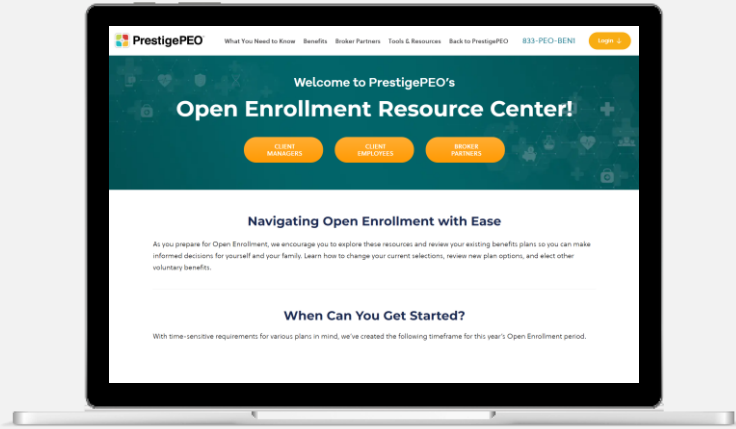 PrestigePEO
What You Need to Know Benefits Broker Partners Tools & Resources Back to PrestigePEO 833-PEO-BEN1 Login
Welcome to PrestigePEO's
Open Enrollment Resource Center!
CLIENT MANAGERS
CLIENT EMPLOYEES
BROKER PARTNERS
Navigating Open Enrollment with Ease
As you prepare for Open Enrollment, we encourage you to explore these resources and review your existing benefits plans so you can make
informed decisions for yourself and your family. Learn how to change your current selections, review new plan options, and elect other
voluntary benefits.
When Can You Get Started?
With time-sensitive requirements for various plans in mind, we've created the following timeframe for this year's Open Enrollment period.